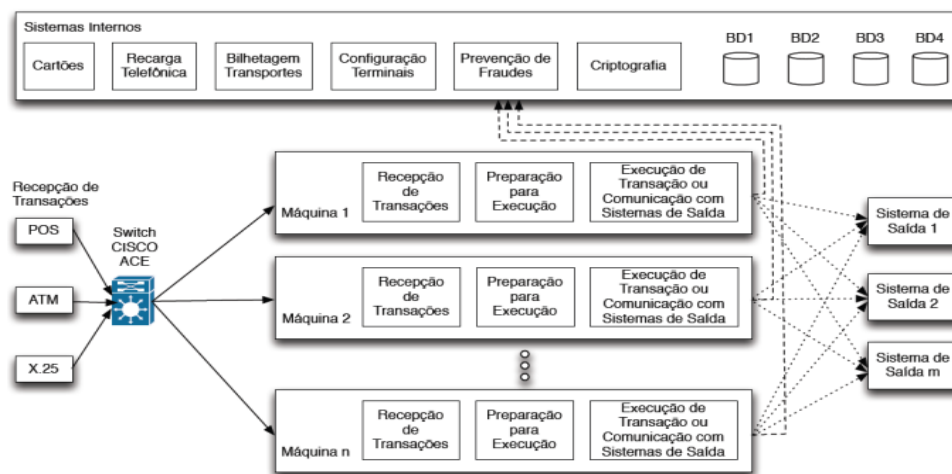 Sistemas Internos
Cartões
Recarga
Telefônica
Bilhetagem
Transportes
Configuração
Terminais
Prevenção de
Fraudes
Criptografia
BD1
BD2
BD3
BD4
Recepção de
Transações
POS
ATM
X.25
Switch
CISCO
ACE
Máquina 1
Recepção
de
Transações
Preparação
para
Execução
Execução de
Transação ou
Comunicação com
Sistemas de Saída
Máquina 2
Recepção
de
Transações
Preparação
para
Execução
Execução de
Transação ou
Comunicação com
Sistemas de Saída
Máquina n
Recepção
de
Transações
Preparação
para
Execução
Execução de
Transação ou
Comunicação com
Sistemas de Saída
Sistema de
Saída 1
Sistema de
Saída 2
Sistema de
Saída m